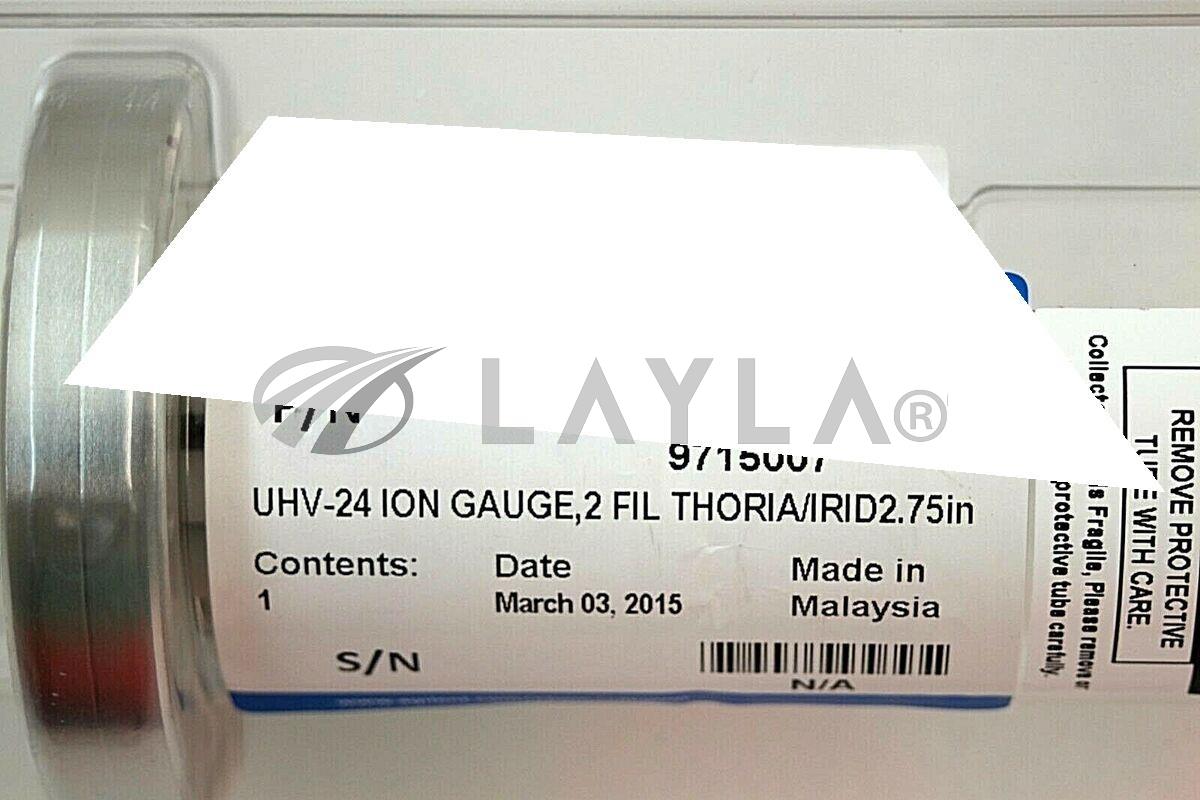 LAYLA®
P/N
9715007
UHV-24 ION GAUGE,2 FIL THORIA/IRID2.75in
Contents:
Date
Made in
1
March 03, 2015
Malaysia
S/N
N/A
REMOVE PROTECTIVE
WITH CARE.
Fragile, Please remove
protective tube carefully.